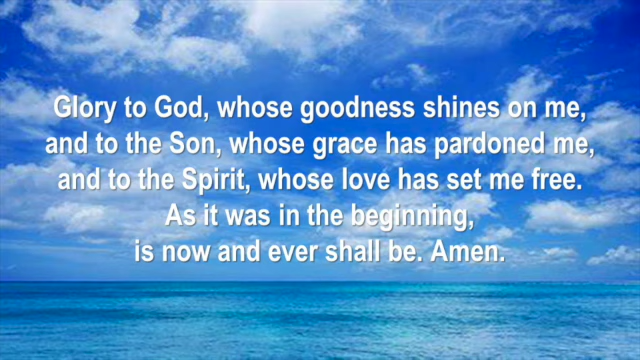 Glory to God, whose goodness shines on me,
and to the Son, whose grace has pardoned me,
and to the Spirit, whose love has set me free.
As it was in the beginning,
is now and ever shall be. Amen.